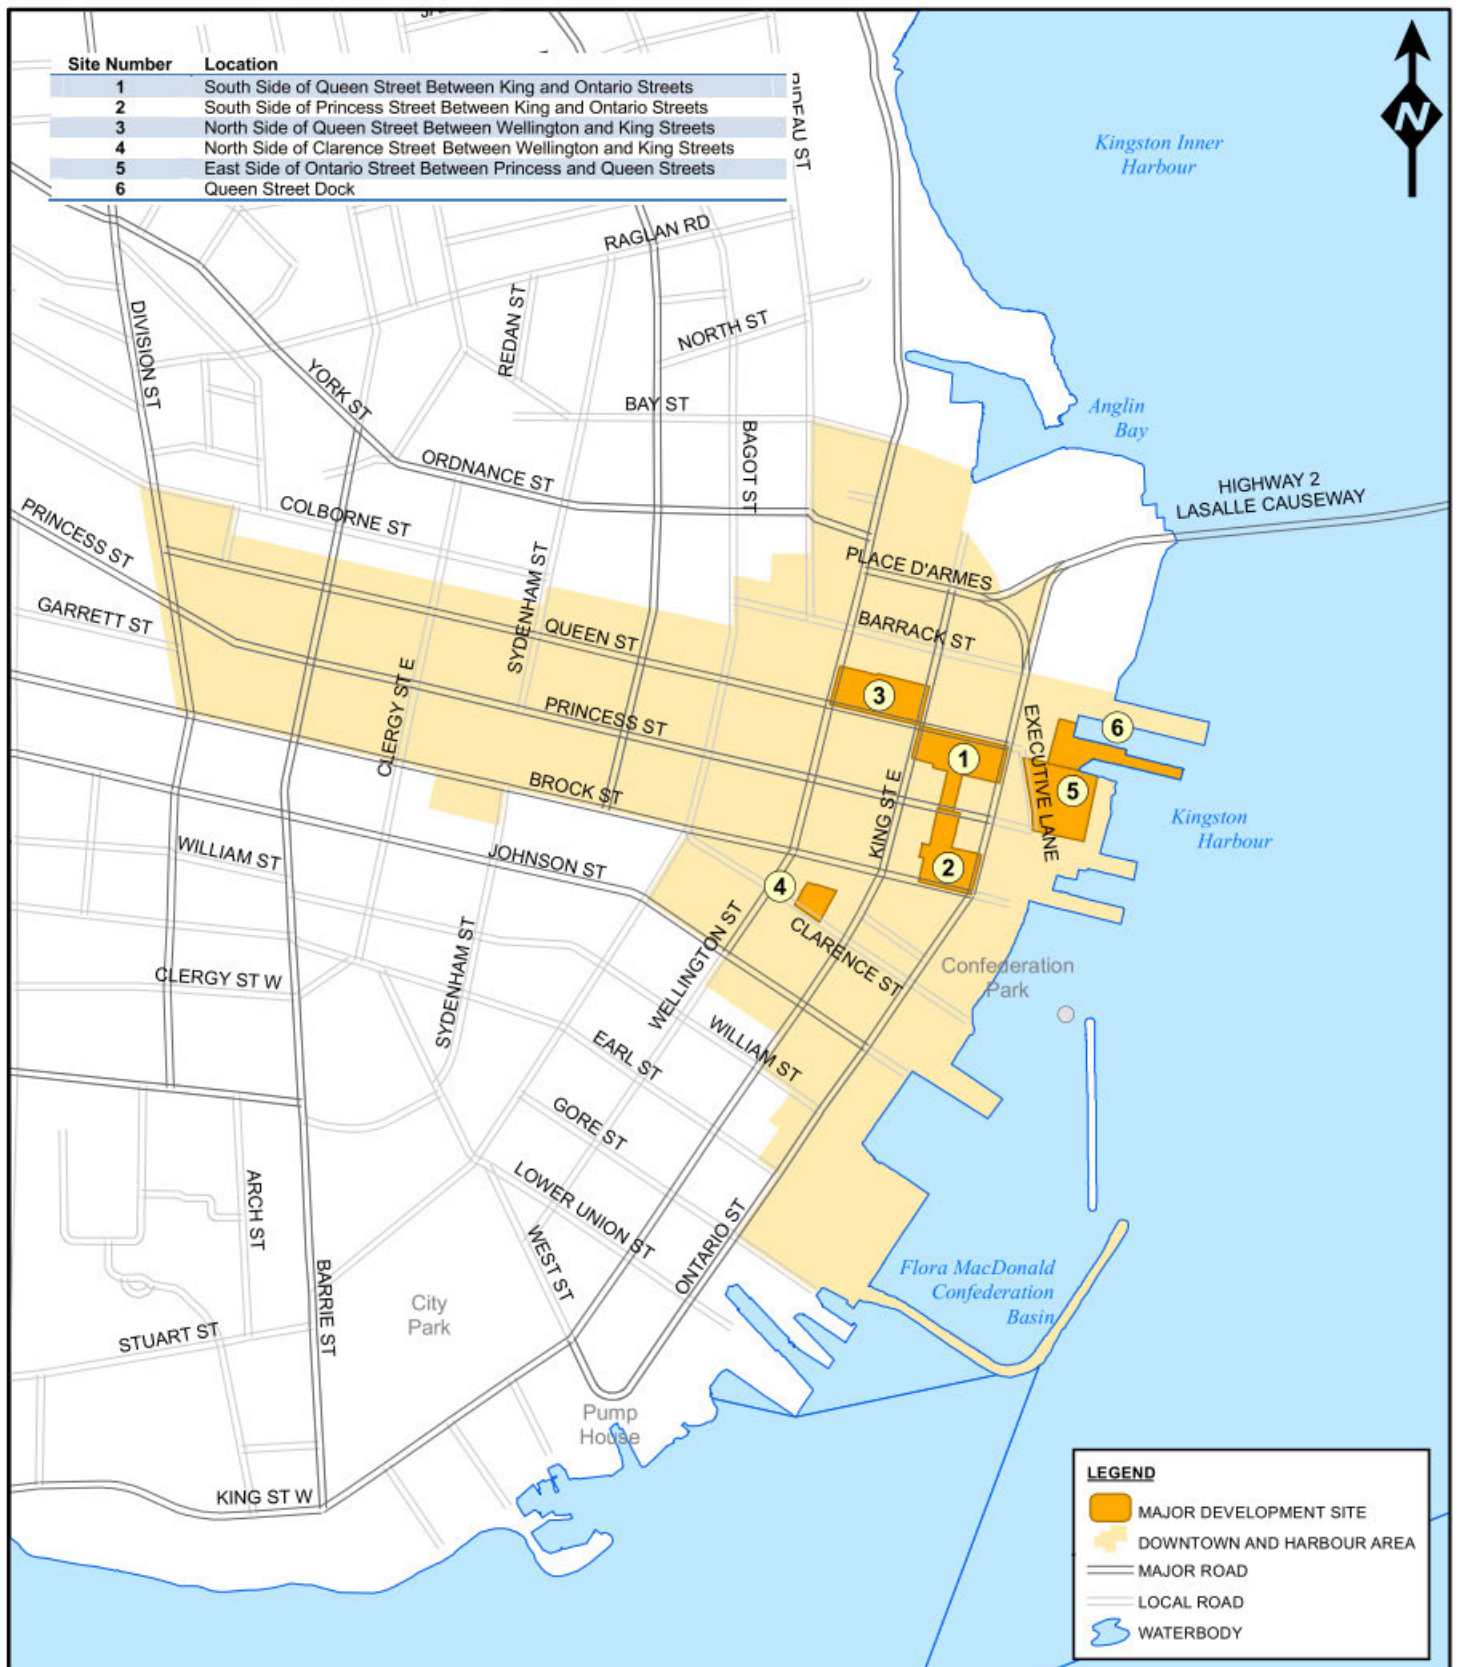 Site Number Location
1 South Side of Queen Street Between King and Ontario Streets
2 South Side of Princess Street Between King and Ontario Streets
3 North Side of Queen Street Between Wellington and King Streets
4 North Side of Clarence Street Between Wellington and King Streets
5 East Side of Ontario Street Between Princess and Queen Streets
6 Queen Street Dock
N
Kingston Inner
Harbour
RAGLAN RD
REDAN ST
NORTH ST
DIVISION ST
YORK ST
BAY ST
BAGOT ST
Anglin
Bay
ORDNANCE ST
HIGHWAY 2
LASALLE CAUSEWAY
COLBORNE ST
PRINCESS ST
SYDENHAM ST
PLACE D'ARMES
GARRETT ST
QUEEN ST
BARRACK ST
CLERGY ST E
PRINCESS ST
3
EXECUTIVE LANE
6
1
5
BROCK ST
KING ST E
Kingston
Harbour
WILLIAM ST
JOHNSON ST
2
4
CLARENCE ST
WELLINGTON ST
SYDENHAM ST
CLERGY ST W
Confederation
Park
WILLIAM ST
EARL ST
GORE ST
LOWER UNION ST
ARCH ST
WEST ST
ONTARIO ST
BARRIE ST
Flora MacDonald
Confederation
Basin
City
Park
STUART ST
Pump
House
KING ST W
LEGEND
MAJOR DEVELOPMENT SITE
DOWNTOWN AND HARBOUR AREA
MAJOR ROAD
LOCAL ROAD
WATERBODY